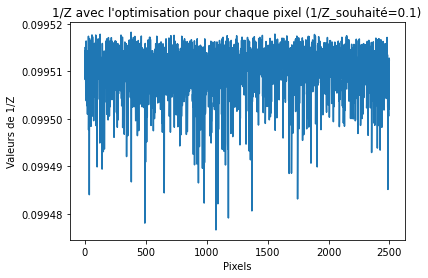 1/Z avec l'optimisation pour chaque pixel (1/Z_souhaité=0.1)
0.09952
0.09951
0.09950
0.09949
0.09948
Valeurs de 1/Z
0 500 1000 1500 2000 2500
Pixels